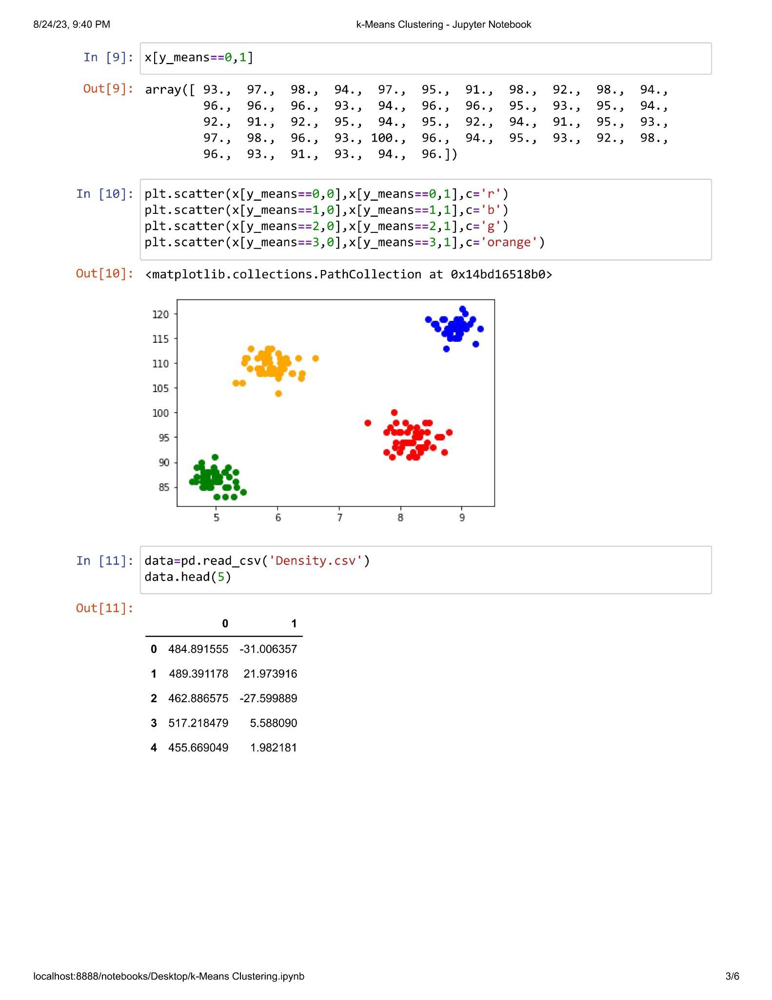 8/24/23, 9:40 PM k-Means Clustering - Jupyter Notebook
In [9]: x[y_means==0,1]
Out[9]: array([ 93., 97., 98., 94., 97., 95., 91., 98., 92., 98., 94.,
96., 96., 96., 93., 94., 96., 96., 95., 93., 95., 94.,
92., 91., 92., 95., 94., 95., 92., 94., 91., 95., 93.,
97., 98., 96., 93., 100., 96., 94., 95., 93., 92., 98.,
96., 93., 91., 93., 94., 96.])
In [10]: plt.scatter(x[y_means==0,0],x[y_means==0,1],c='r')
plt.scatter(x[y_means==1,0],x[y_means==1,1],c='b')
plt.scatter(x[y_means==2,0],x[y_means==2,1],c='g')
plt.scatter(x[y_means==3,0],x[y_means==3,1],c='orange')
Out[10]: <matplotlib.collections.PathCollection at 0x14bd16518b0>
120
115
110
105
100
95
90
85
5 6 7 8 9
In [11]: data=pd.read_csv('Density.csv')
data.head(5)
Out[11]:
0 1
0 484.891555 -31.006357
1 489.391178 21.973916
2 462.886575 -27.599889
3 517.218479 5.588090
4 455.669049 1.982181
localhost:8888/notebooks/Desktop/k-Means Clustering.ipynb 3/6